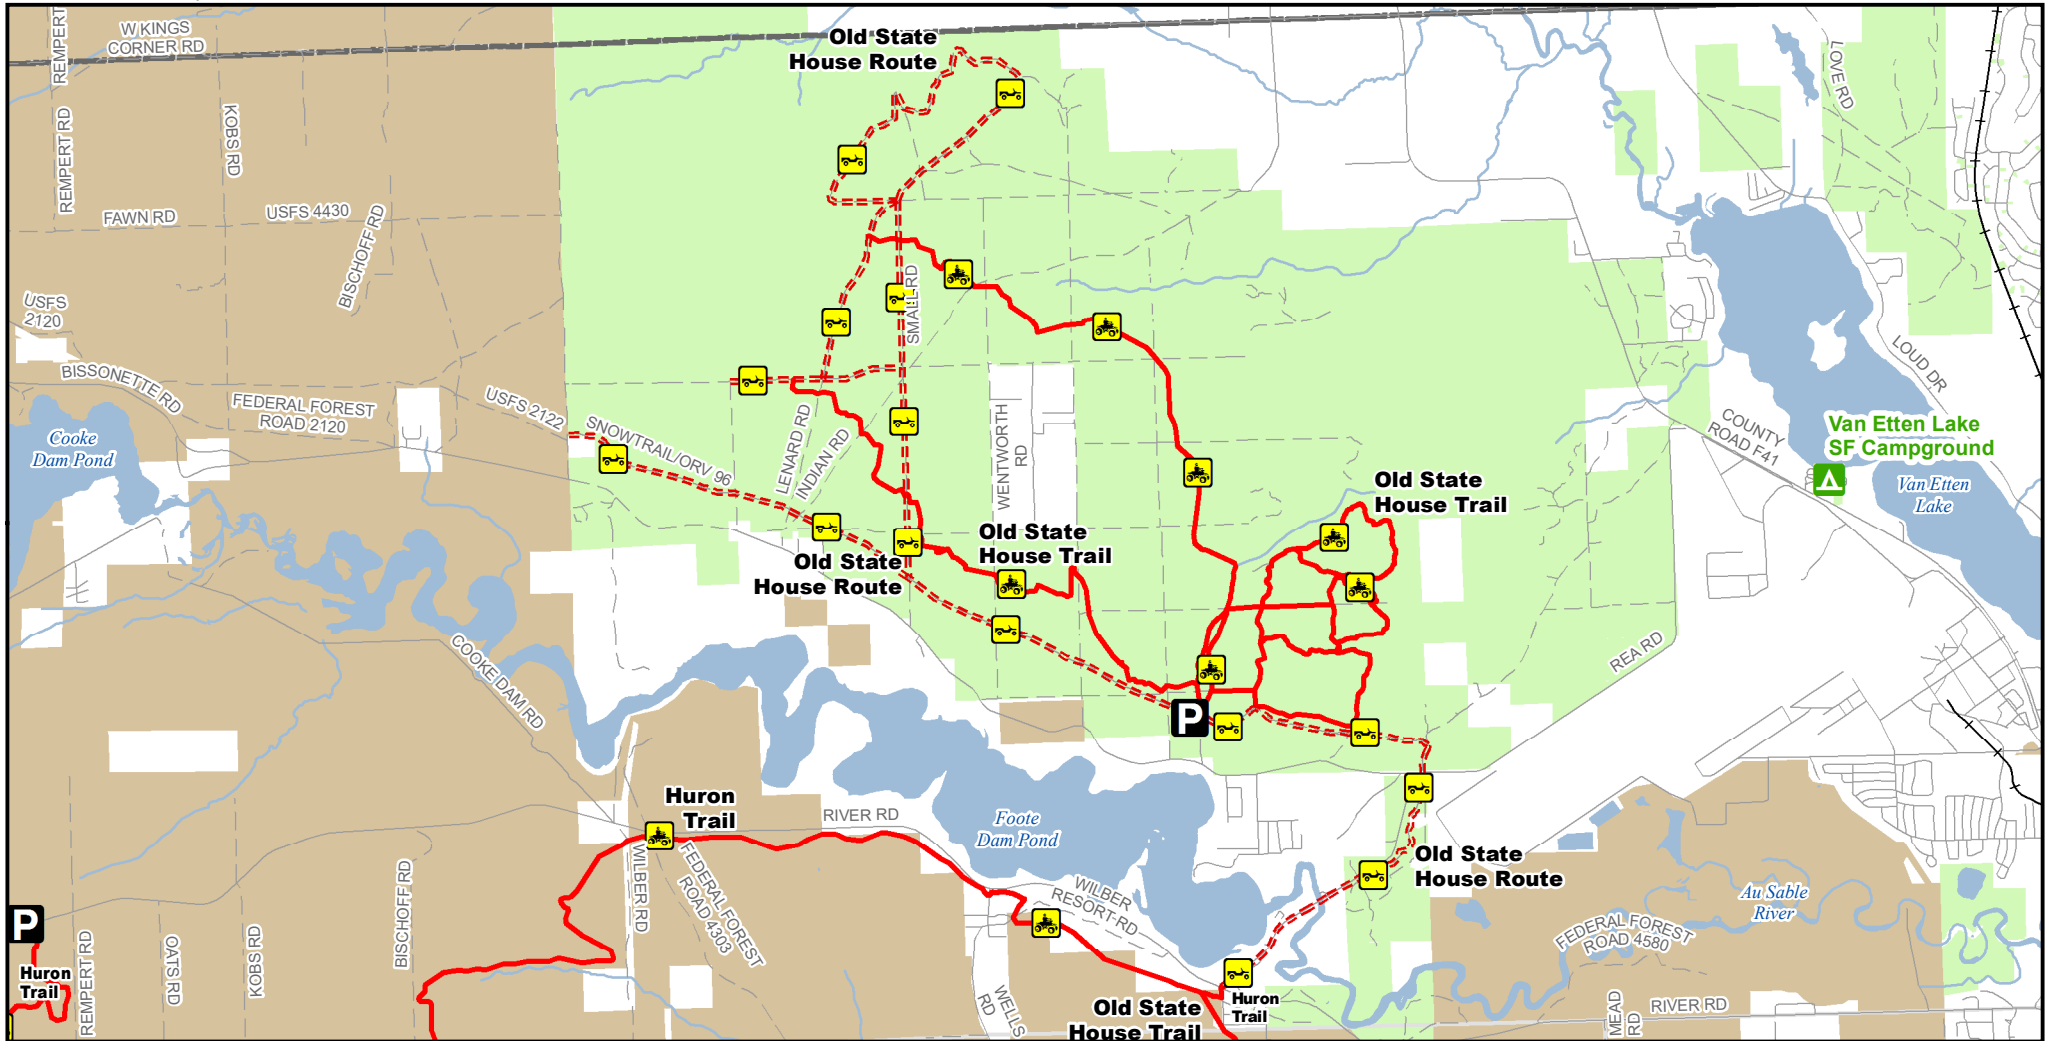 W KINGS
CORNER RD
REMPERT
REMPERT RD
KOBS RD
FAWN RD
USFS 4430
BISCHOFF RD
USFS
2120
BISSONETTE RD
FEDERAL FOREST
ROAD 2120
USFS 2122
SNOWTRAIL/ORV 96
Cooke
Dam Pond
Old State
House Route
SMALL RD
LENARD RD
INDIAN RD
WENTWORTH
RD
Old State
House Route
Old State
House Trail
Old State
House Trail
LOVE RD
LOUD DR
COUNTY
ROAD F41
Van Etten Lake
SF Campground
Van Etten
Lake
REA RD
COOKE DAM RD
P
Huron
Trail
RIVER RD
WILBER RD
FEDERAL FOREST
ROAD 4303
Foote
Dam Pond
WILBER
RESORT RD
Old State
House Route
Au Sable
River
FEDERAL FOREST
ROAD 4580
P
Huron
Trail
REMPERT RD
OATS RD
KOBS RD
BISCHOFF RD
WELLS
RD
Old State
House Trail
Huron
Trail
MEAD
RD
RIVER RD